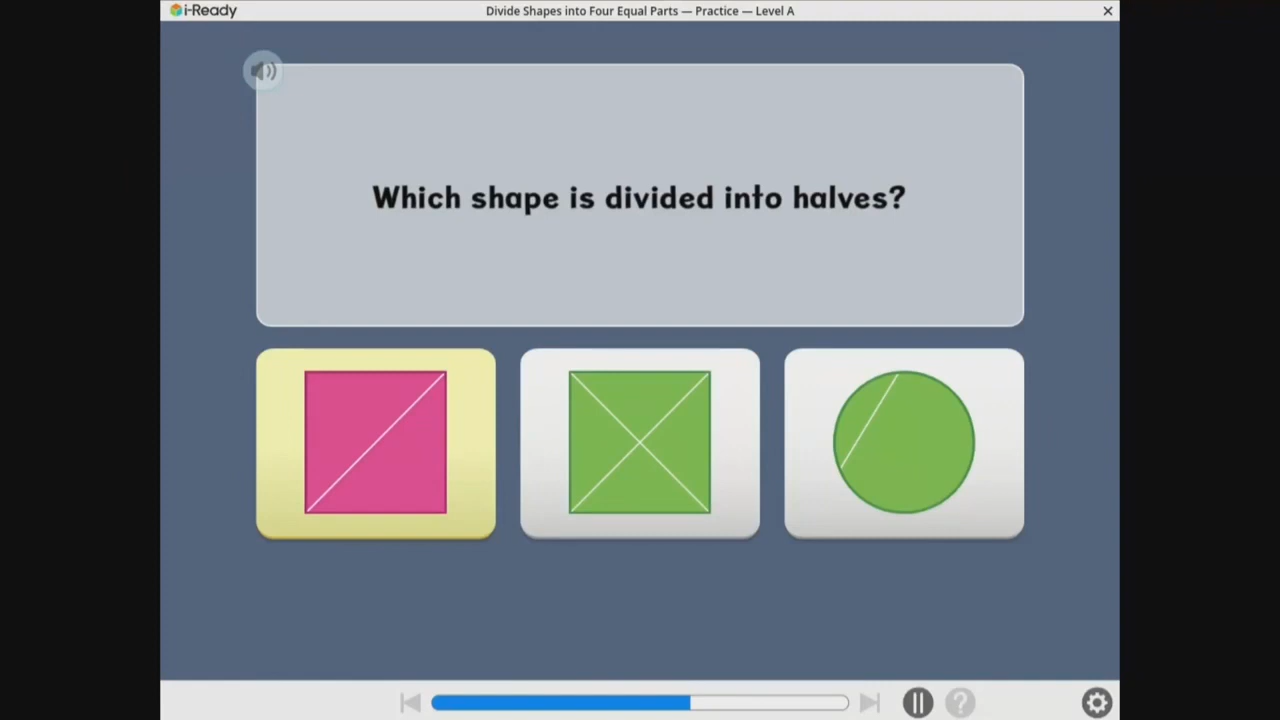 i-Ready
Divide Shapes into Four Equal Parts — Practice — Level A
Which shape is divided into halves?